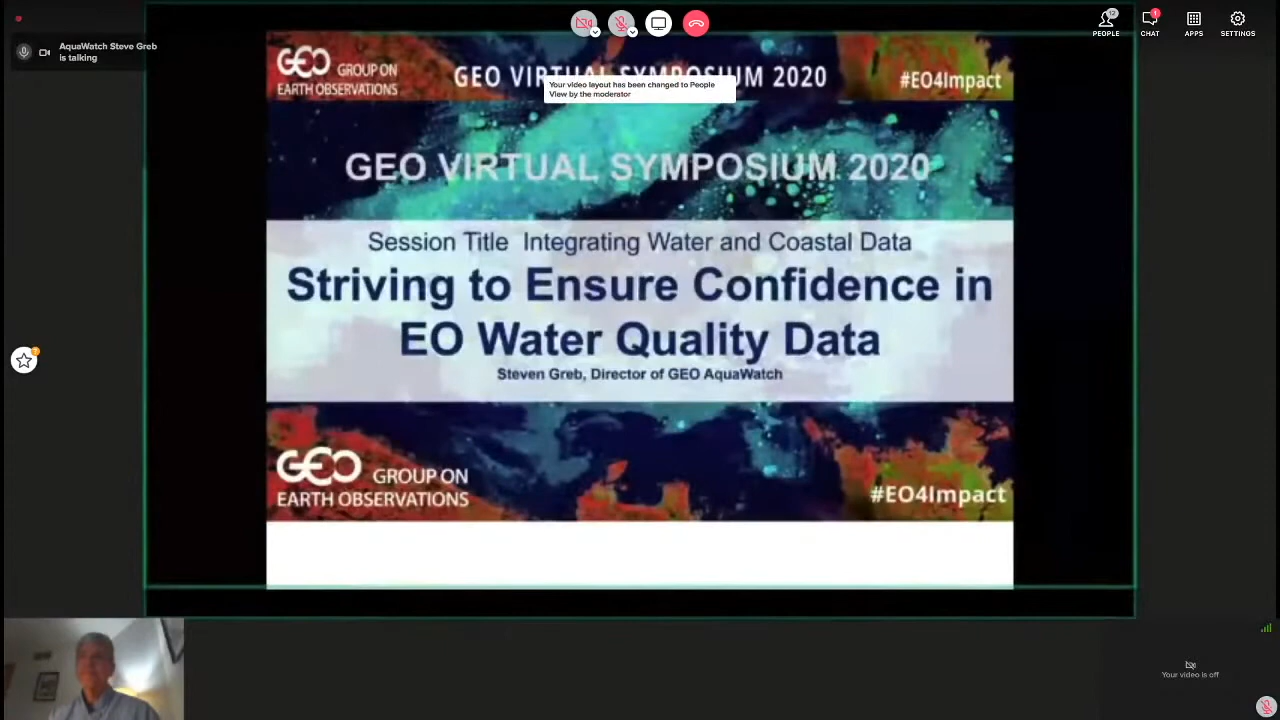 AquaWatch Steve Greb
is talking
12
PEOPLE
1
CHAT
APPS
SETTINGS
GEO GROUP ON
EARTH OBSERVATIONS
GEO VIRTUAL SYMPOSIUM 2020
#EO4Impact
Your video layout has been changed to People
View by the moderator
GEO VIRTUAL SYMPOSIUM 2020
Session Title Integrating Water and Coastal Data
Striving to Ensure Confidence in
EO Water Quality Data
Steven Greb, Director of GEO AquaWatch
GEO GROUP ON
EARTH OBSERVATIONS
#EO4Impact
Your video is off